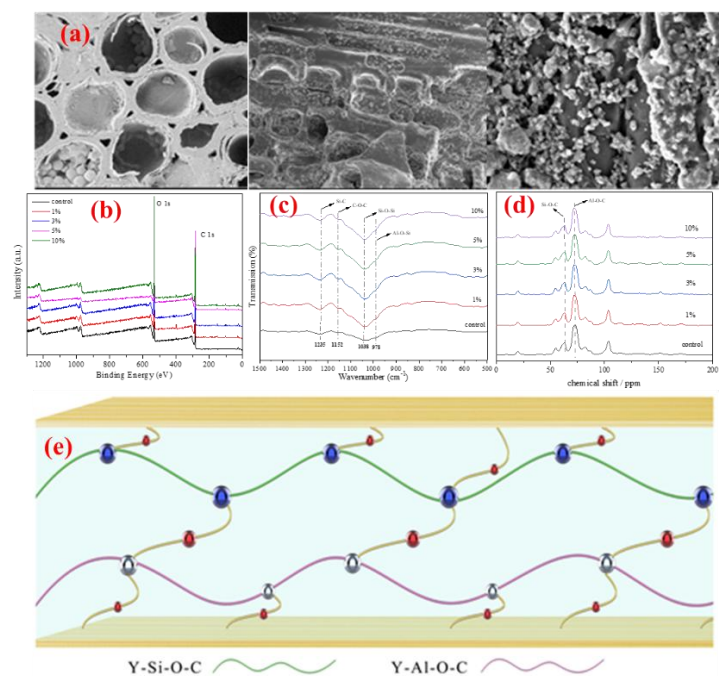 (a)
(b)
control
1%
3%
5%
10%
O 1s
C 1s
Intensity (a.u.)
1200 1000 800 600 400 200 0
Binding Energy (eV)
(c)
Si-C
C-O-C
Si-O-Si
Al-O-Si
10%
5%
3%
1%
control
Transmission (%)
1500 1400 1300 1200 1100 1000 900 800 700 600 500
Wavenumber (cm⁻¹)
(d)
Si-O-C
Al-O-C
10%
5%
3%
1%
control
0 50 100 150 200
chemical shift / ppm
(e)
Y-Si-O-C
Y-Al-O-C